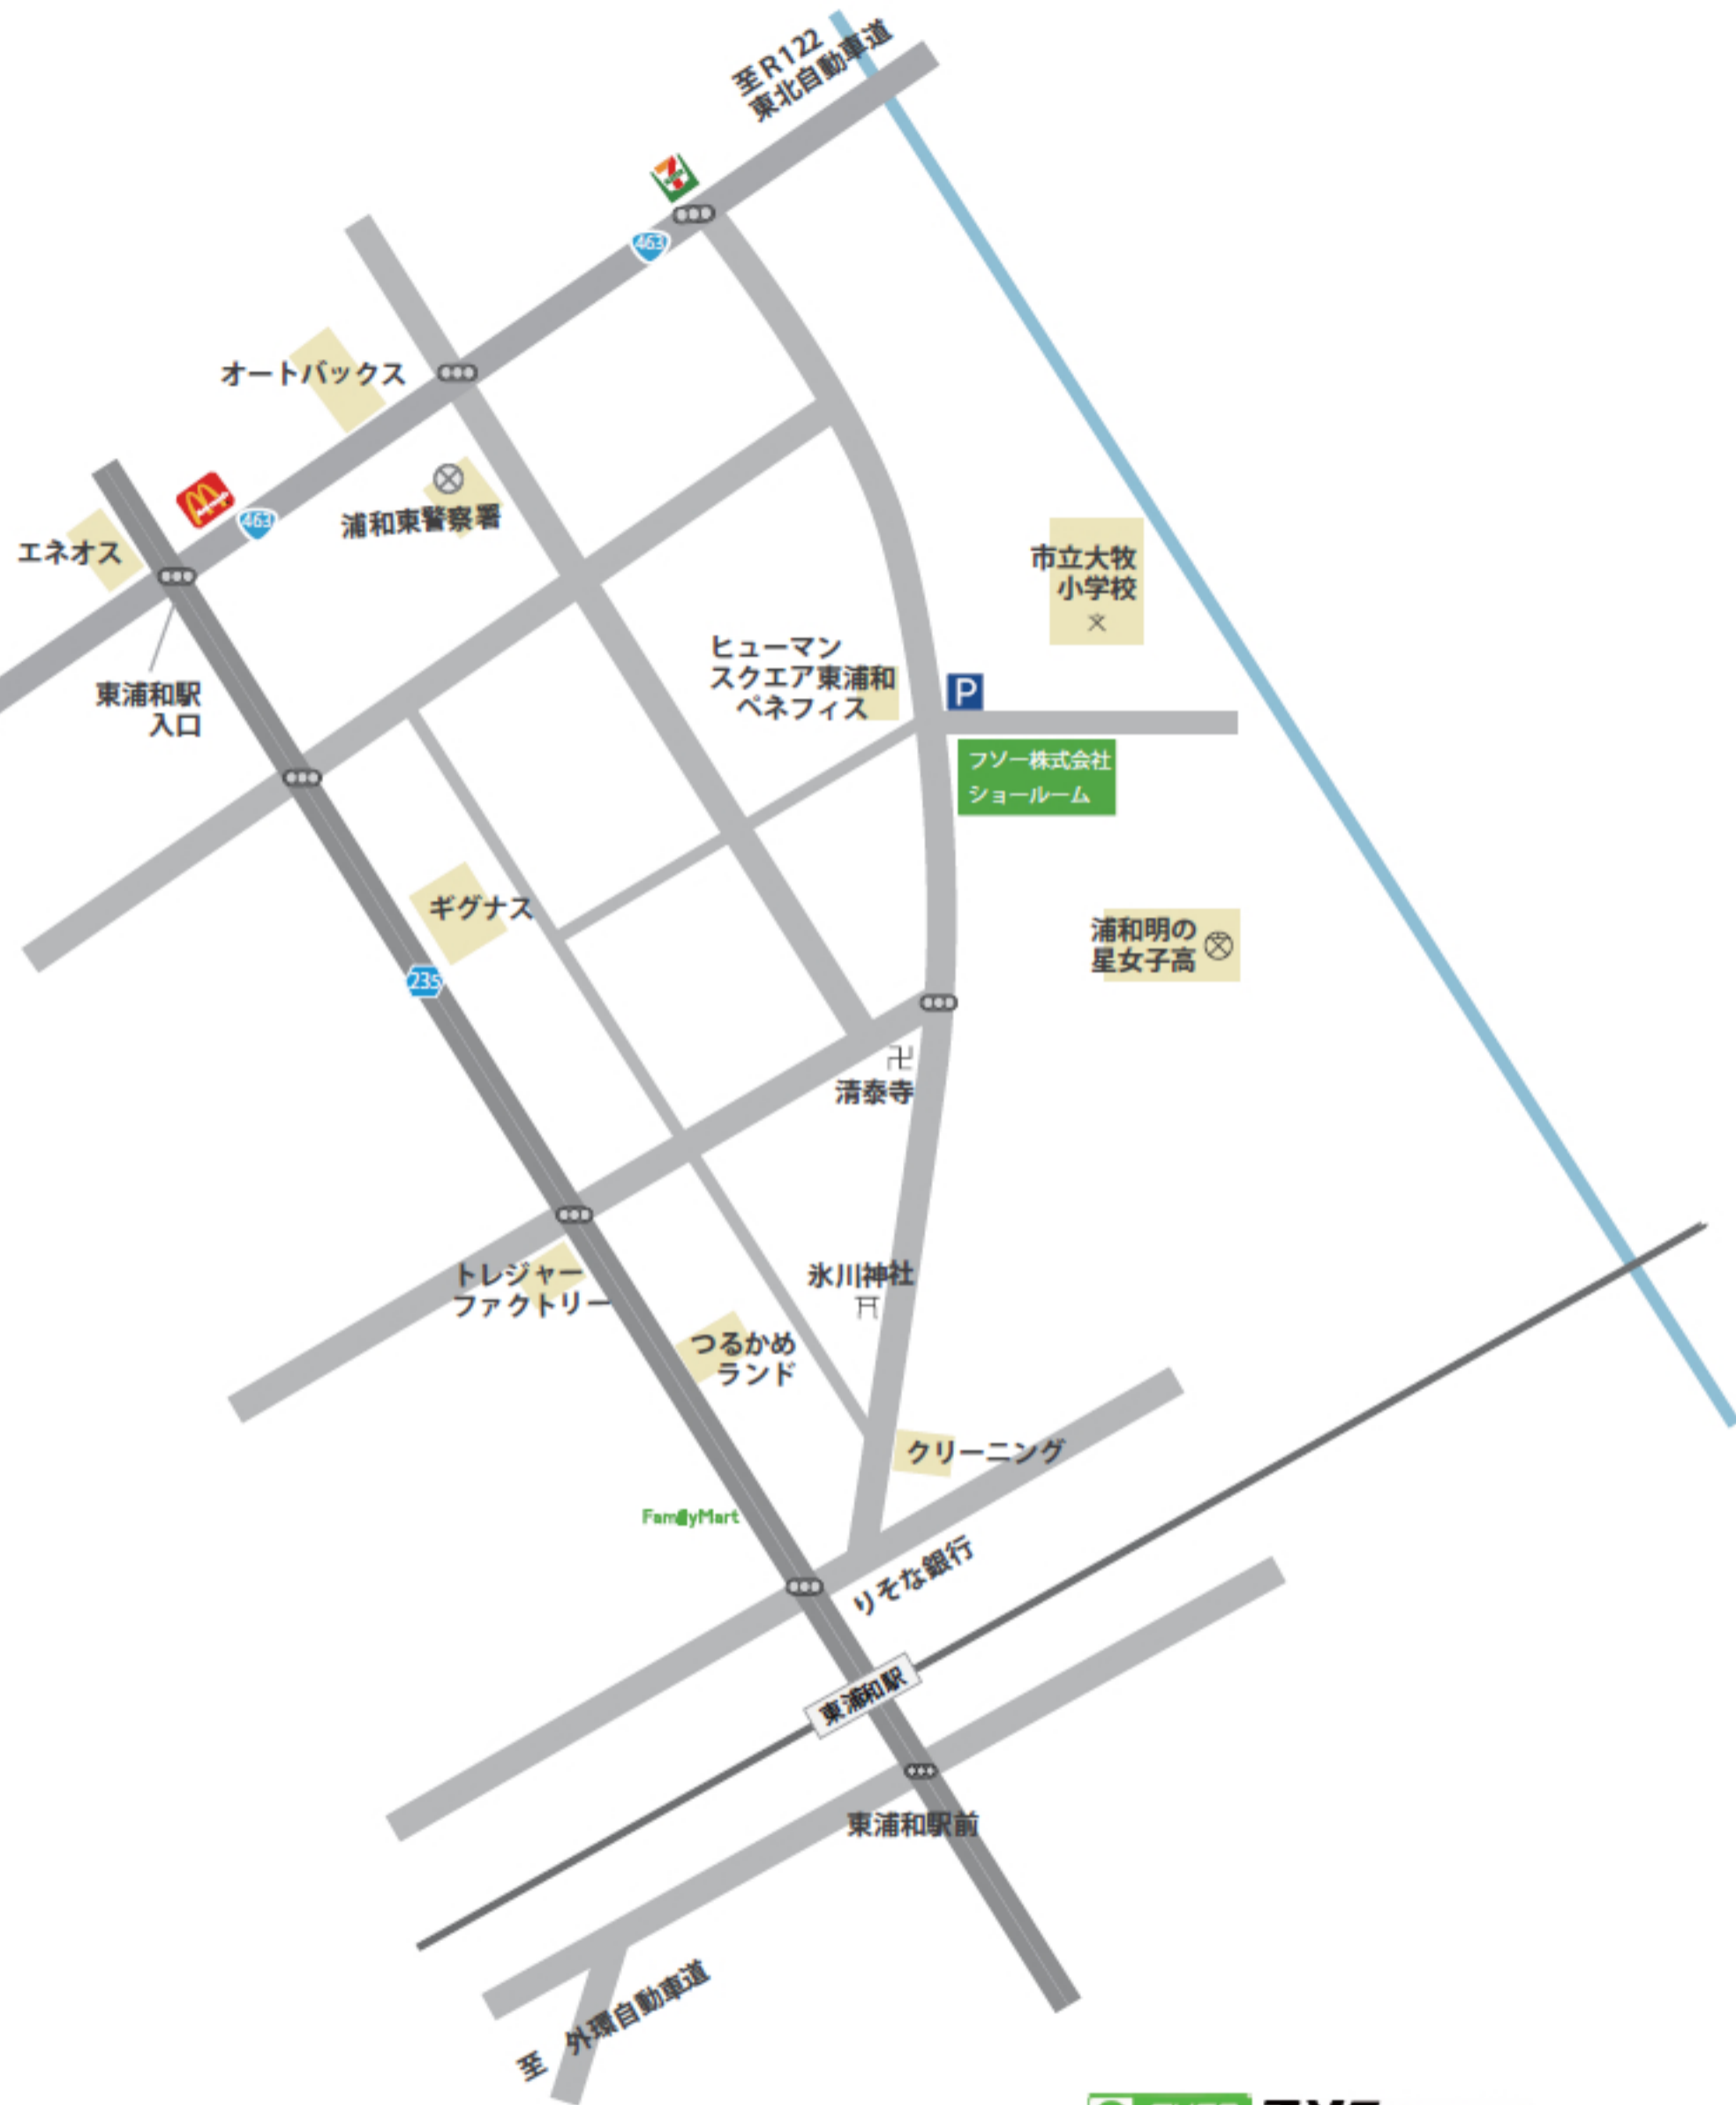 至R122
東北自動車道
463
オートバックス
463
浦和東警察署
エネオス
市立大牧
小学校
文
東浦和駅
入口
ヒューマン
スクエア東浦和
ペネフィス
P
フソー株式会社
ショールーム
ギグナス
浦和明の
星女子高
235
清泰寺
トレジャー
ファクトリー
氷川神社
つるかめ
ランド
クリーニング
FamilyMart
りそな銀行
東浦和駅
東浦和駅前
至 外環自動車道